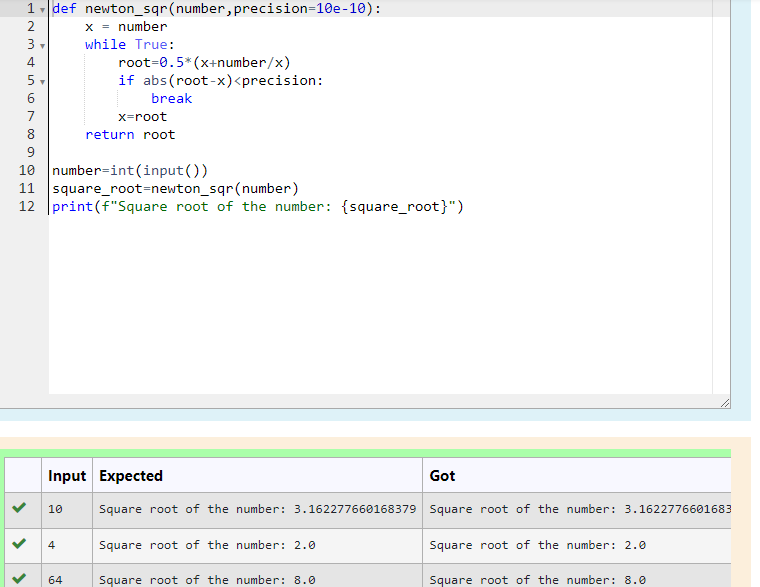 1 def newton_sqr(number,precision=10e-10):
2     x = number
3     while True:
4         root=0.5*(x+number/x)
5         if abs(root-x)<precision:
6             break
7         x=root
8     return root
9
10 number=int(input())
11 square_root=newton_sqr(number)
12 print(f"Square root of the number: {square_root}")
Input Expected Got
10 Square root of the number: 3.162277660168379 Square root of the number: 3.1622776601683
4 Square root of the number: 2.0 Square root of the number: 2.0
64 Square root of the number: 8.0 Square root of the number: 8.0